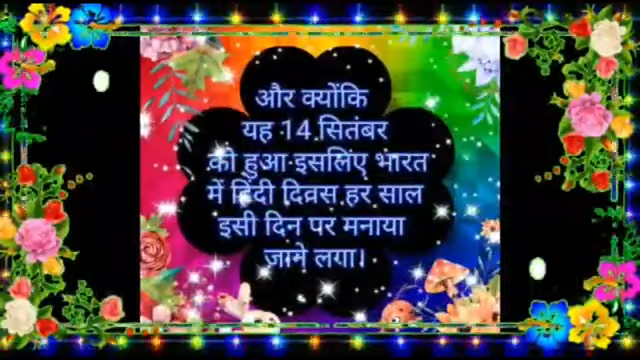 और क्योंकि
यह 14 सितंबर
को हुआ इसलिए भारत
में हिंदी दिवस हर साल
इसी दिन पर मनाया
जाने लगा।